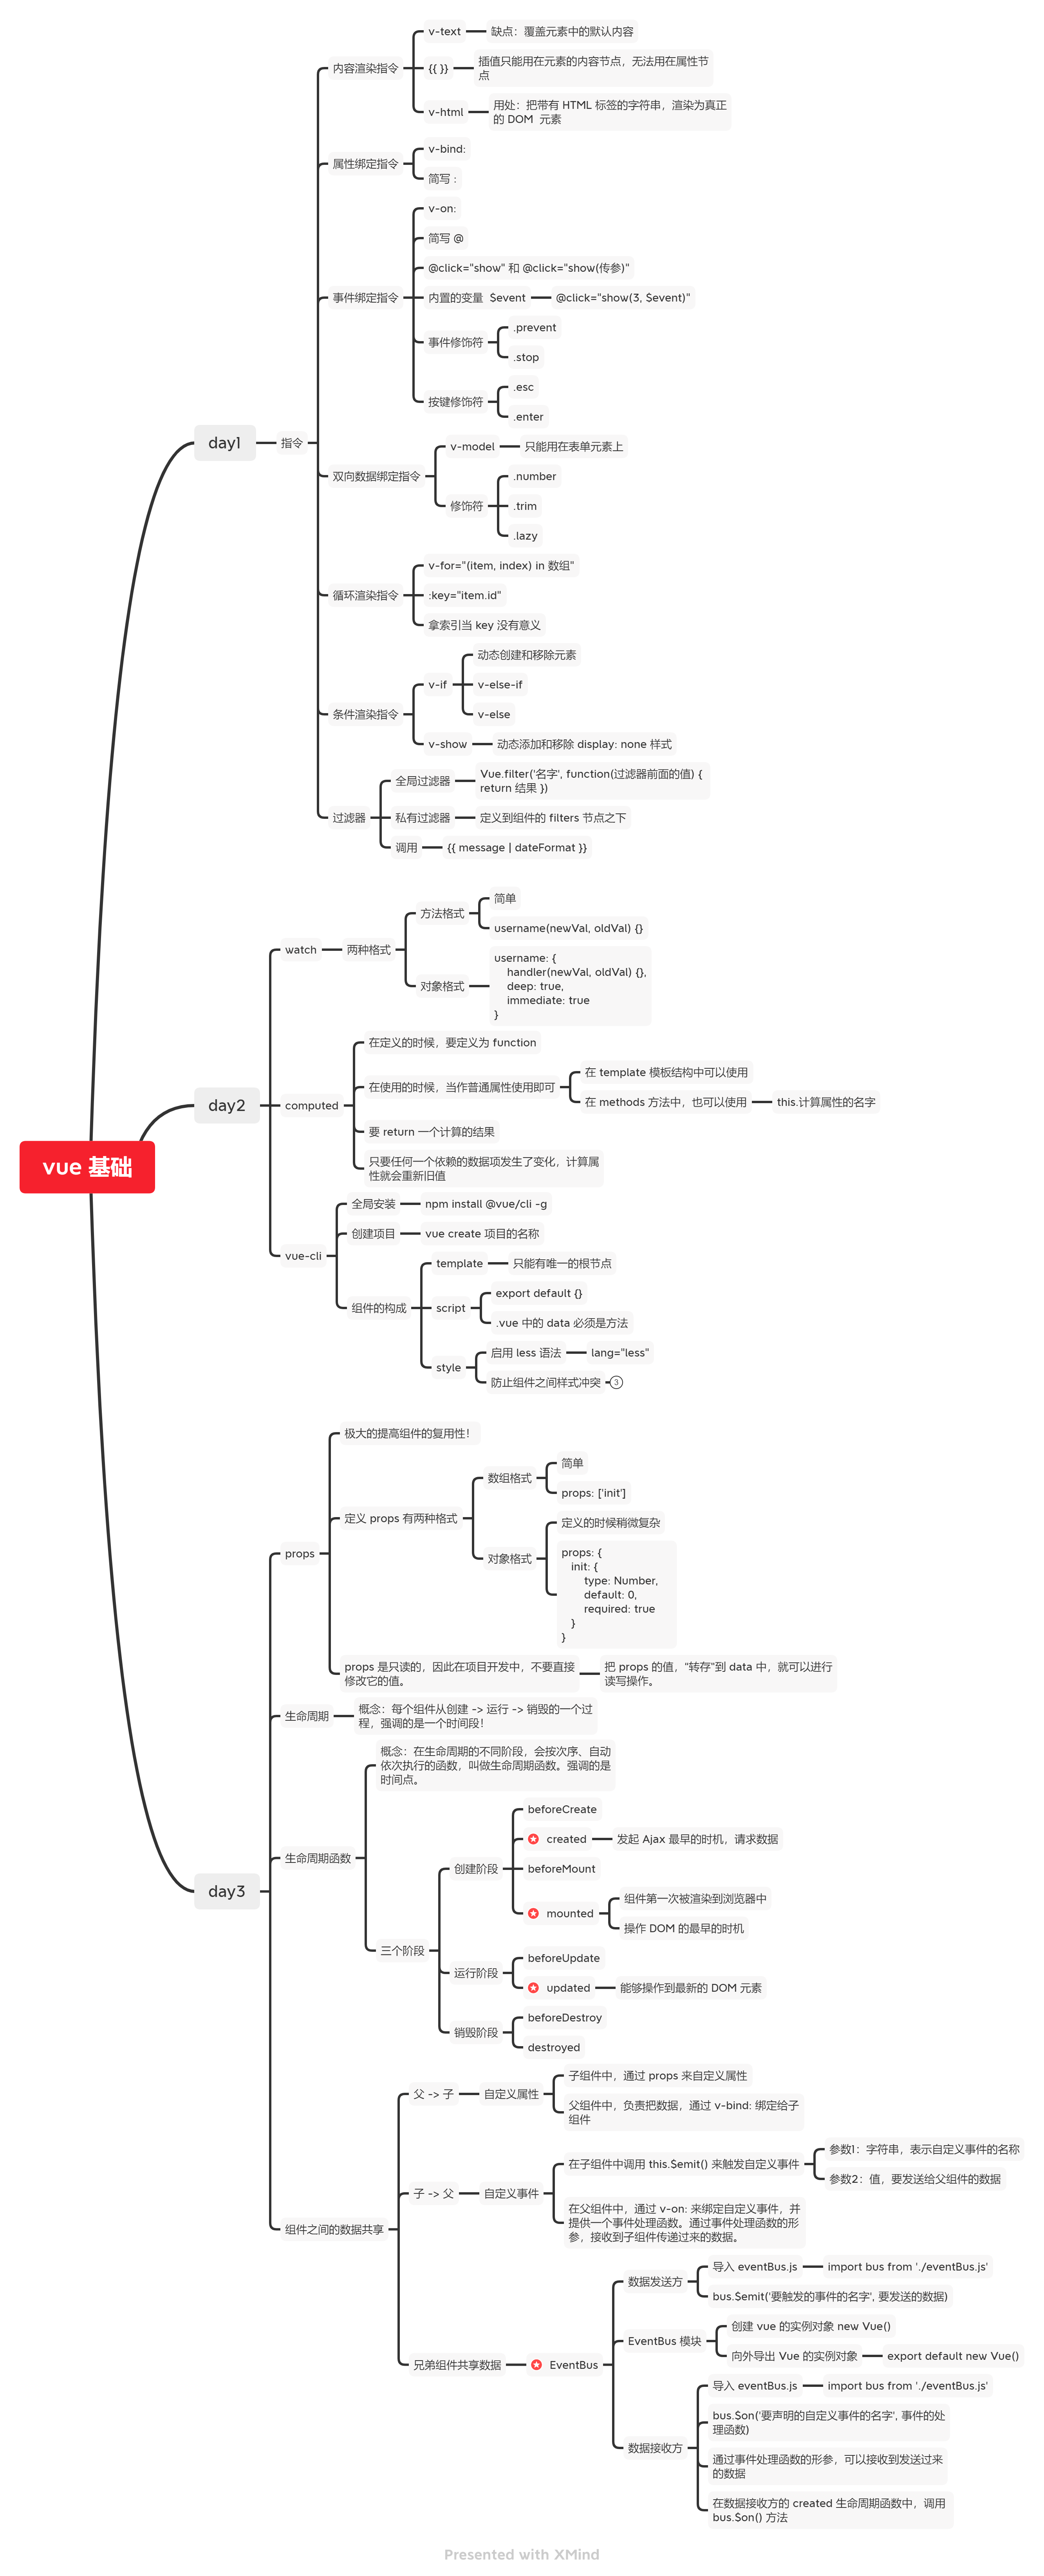 vue 基础
day1
指令
内容渲染指令
v-text
缺点：覆盖元素中的默认内容
{{ }}
插值只能用在元素的内容节点，无法用在属性节
点
v-html
用处：把带有 HTML 标签的字符串，渲染为真正
的 DOM 元素
属性绑定指令
v-bind:
简写 :
事件绑定指令
v-on:
简写 @
@click="show" 和 @click="show(传参)"
内置的变量 $event
@click="show(3, $event)"
事件修饰符
.prevent
.stop
按键修饰符
.esc
.enter
双向数据绑定指令
v-model
只能用在表单元素上
修饰符
.number
.trim
.lazy
循环渲染指令
v-for="(item, index) in 数组"
:key="item.id"
拿索引当 key 没有意义
条件渲染指令
v-if
动态创建和移除元素
v-else-if
v-else
v-show
动态添加和移除 display: none 样式
过滤器
全局过滤器
Vue.filter('名字', function(过滤器前面的值) {
return 结果 })
私有过滤器
定义到组件的 filters 节点之下
调用
{{ message | dateFormat }}
day2
watch
两种格式
方法格式
简单
username(newVal, oldVal) {}
对象格式
username: {
handler(newVal, oldVal) {},
deep: true,
immediate: true
}
computed
在定义的时候，要定义为 function
在使用的时候，当作普通属性使用即可
在 template 模板结构中可以使用
在 methods 方法中，也可以使用
this.计算属性的名字
要 return 一个计算的结果
只要任何一个依赖的数据项发生了变化，计算属
性就会重新旧值
vue-cli
全局安装
npm install @vue/cli -g
创建项目
vue create 项目的名称
组件的构成
template
只能有唯一的根节点
script
export default {}
.vue 中的 data 必须是方法
style
启用 less 语法
lang="less"
防止组件之间样式冲突
3
day3
props
极大的提高组件的复用性！
定义 props 有两种格式
数组格式
简单
props: ['init']
对象格式
定义的时候稍微复杂
props: {
init: {
type: Number,
default: 0,
required: true
}
}
props 是只读的，因此在项目开发中，不要直接
修改它的值。
把 props 的值，"转存"到 data 中，就可以进行
读写操作。
生命周期
概念：每个组件从创建 -> 运行 -> 销毁的一个过
程，强调的是一个时间段！
生命周期函数
概念：在生命周期的不同阶段，会按次序、自动
依次执行的函数，叫做生命周期函数。强调的是
时间点。
三个阶段
创建阶段
beforeCreate
created
发起 Ajax 最早的时机，请求数据
beforeMount
mounted
组件第一次被渲染到浏览器中
操作 DOM 的最早的时机
运行阶段
beforeUpdate
updated
能够操作到最新的 DOM 元素
销毁阶段
beforeDestroy
destroyed
组件之间的数据共享
父 -> 子
自定义属性
子组件中，通过 props 来自定义属性
父组件中，负责把数据，通过 v-bind: 绑定给子
组件
子 -> 父
自定义事件
在子组件中调用 this.$emit() 来触发自定义事件
参数1：字符串，表示自定义事件的名称
参数2：值，要发送给父组件的数据
在父组件中，通过 v-on: 来绑定自定义事件，并
提供一个事件处理函数。通过事件处理函数的形
参，接收到子组件传递过来的数据。
兄弟组件共享数据
EventBus
数据发送方
导入 eventBus.js
import bus from './eventBus.js'
bus.$emit('要触发的事件的名字', 要发送的数据)
EventBus 模块
创建 vue 的实例对象 new Vue()
向外导出 Vue 的实例对象
export default new Vue()
数据接收方
导入 eventBus.js
import bus from './eventBus.js'
bus.$on('要声明的自定义事件的名字', 事件的处
理函数)
通过事件处理函数的形参，可以接收到发送过来
的数据
在数据接收方的 created 生命周期函数中，调用
bus.$on() 方法
Presented with XMind